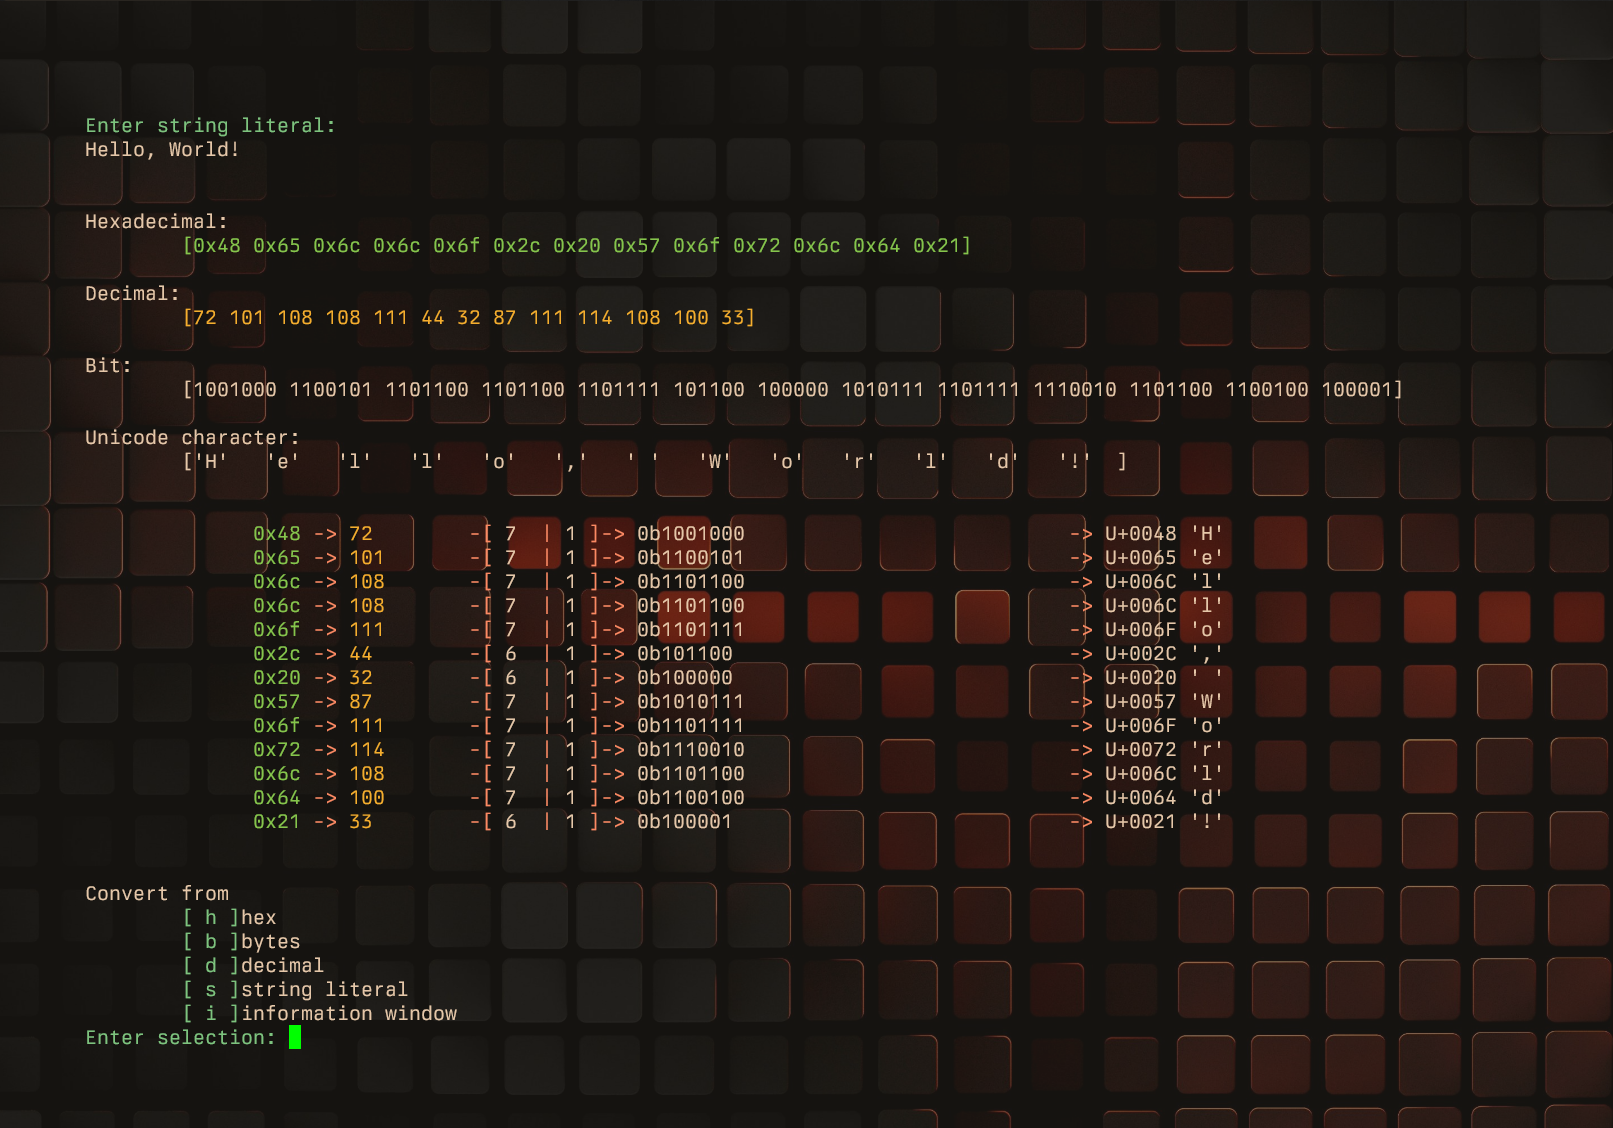 Enter string literal:
Hello, World!
Hexadecimal:
[0x48 0x65 0x6c 0x6c 0x6f 0x2c 0x20 0x57 0x6f 0x72 0x6c 0x64 0x21]
Decimal:
[72 101 108 108 111 44 32 87 111 114 108 100 33]
Bit:
[1001000 1100101 1101100 1101100 1101111 101100 100000 1010111 1101111 1110010 1101100 1100100 100001]
Unicode character:
['H' 'e' 'l' 'l' 'o' ',' ' ' 'W' 'o' 'r' 'l' 'd' '!' ]
0x48 -> 72 -[ 7 | 1 ]-> 0b1001000 -> U+0048 'H'
0x65 -> 101 -[ 7 | 1 ]-> 0b1100101 -> U+0065 'e'
0x6c -> 108 -[ 7 | 1 ]-> 0b1101100 -> U+006C 'l'
0x6c -> 108 -[ 7 | 1 ]-> 0b1101100 -> U+006C 'l'
0x6f -> 111 -[ 7 | 1 ]-> 0b1101111 -> U+006F 'o'
0x2c -> 44 -[ 6 | 1 ]-> 0b101100 -> U+002C ','
0x20 -> 32 -[ 6 | 1 ]-> 0b100000 -> U+0020 ' '
0x57 -> 87 -[ 7 | 1 ]-> 0b1010111 -> U+0057 'W'
0x6f -> 111 -[ 7 | 1 ]-> 0b1101111 -> U+006F 'o'
0x72 -> 114 -[ 7 | 1 ]-> 0b1110010 -> U+0072 'r'
0x6c -> 108 -[ 7 | 1 ]-> 0b1101100 -> U+006C 'l'
0x64 -> 100 -[ 7 | 1 ]-> 0b1100100 -> U+0064 'd'
0x21 -> 33 -[ 6 | 1 ]-> 0b100001 -> U+0021 '!'
Convert from
[ h ]hex
[ b ]bytes
[ d ]decimal
[ s ]string literal
[ i ]information window
Enter selection: